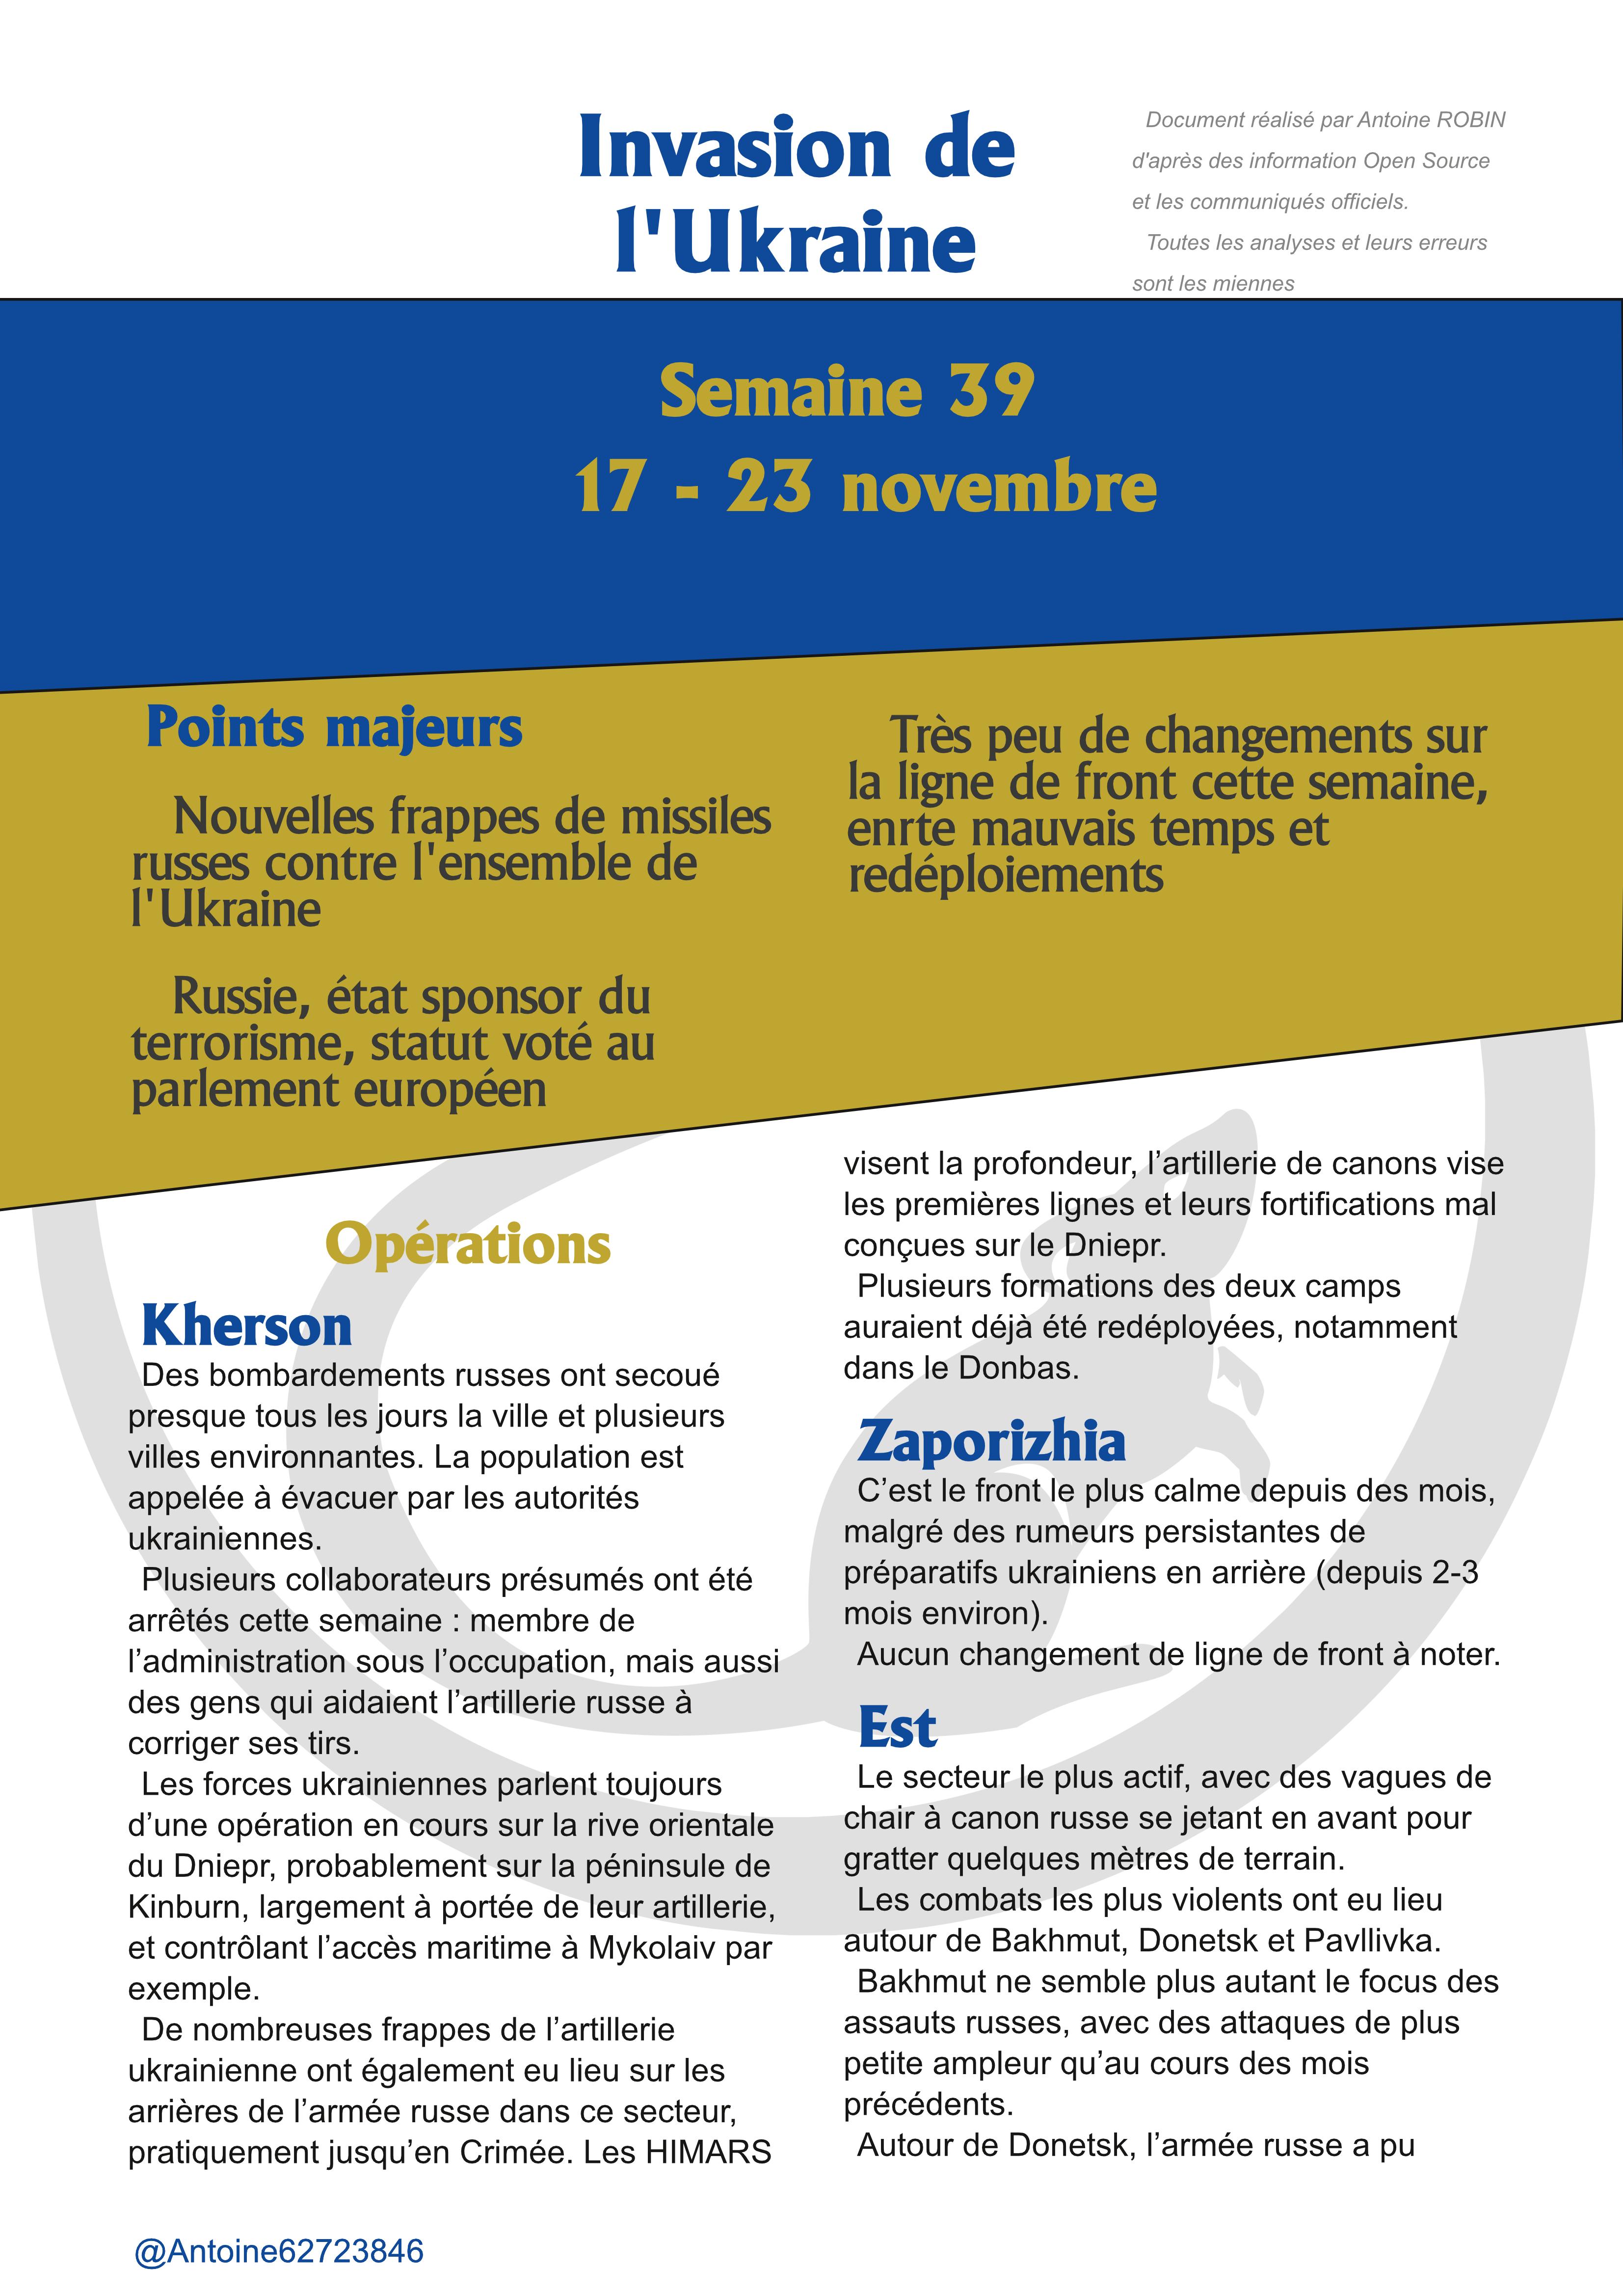 Invasion de
l'Ukraine
Document réalisé par Antoine ROBIN
d'après des information Open Source
et les communiqués officiels.
Toutes les analyses et leurs erreurs
sont les miennes
Semaine 39
17 - 23 novembre
Points majeurs
Nouvelles frappes de missiles
russes contre l'ensemble de
l'Ukraine
Russie, état sponsor du
terrorisme, statut voté au
parlement européen
Très peu de changements sur
la ligne de front cette semaine,
enrte mauvais temps et
redéploiements
Opérations
Kherson
Des bombardements russes ont secoué
presque tous les jours la ville et plusieurs
villes environnantes. La population est
appelée à évacuer par les autorités
ukrainiennes.
Plusieurs collaborateurs présumés ont été
arrêtés cette semaine : membre de
l’administration sous l’occupation, mais aussi
des gens qui aidaient l’artillerie russe à
corriger ses tirs.
Les forces ukrainiennes parlent toujours
d’une opération en cours sur la rive orientale
du Dniepr, probablement sur la péninsule de
Kinburn, largement à portée de leur artillerie,
et contrôlant l’accès maritime à Mykolaiv par
exemple.
De nombreuses frappes de l’artillerie
ukrainienne ont également eu lieu sur les
arrières de l’armée russe dans ce secteur,
pratiquement jusqu’en Crimée. Les HIMARS
visent la profondeur, l’artillerie de canons vise
les premières lignes et leurs fortifications mal
conçues sur le Dniepr.
Plusieurs formations des deux camps
auraient déjà été redéployées, notamment
dans le Donbas.
Zaporizhia
C’est le front le plus calme depuis des mois,
malgré des rumeurs persistantes de
préparatifs ukrainiens en arrière (depuis 2-3
mois environ).
Aucun changement de ligne de front à noter.
Est
Le secteur le plus actif, avec des vagues de
chair à canon russe se jetant en avant pour
gratter quelques mètres de terrain.
Les combats les plus violents ont eu lieu
autour de Bakhmut, Donetsk et Pavllivka.
Bakhmut ne semble plus autant le focus des
assauts russes, avec des attaques de plus
petite ampleur qu’au cours des mois
précédents.
Autour de Donetsk, l’armée russe a pu
@Antoine62723846